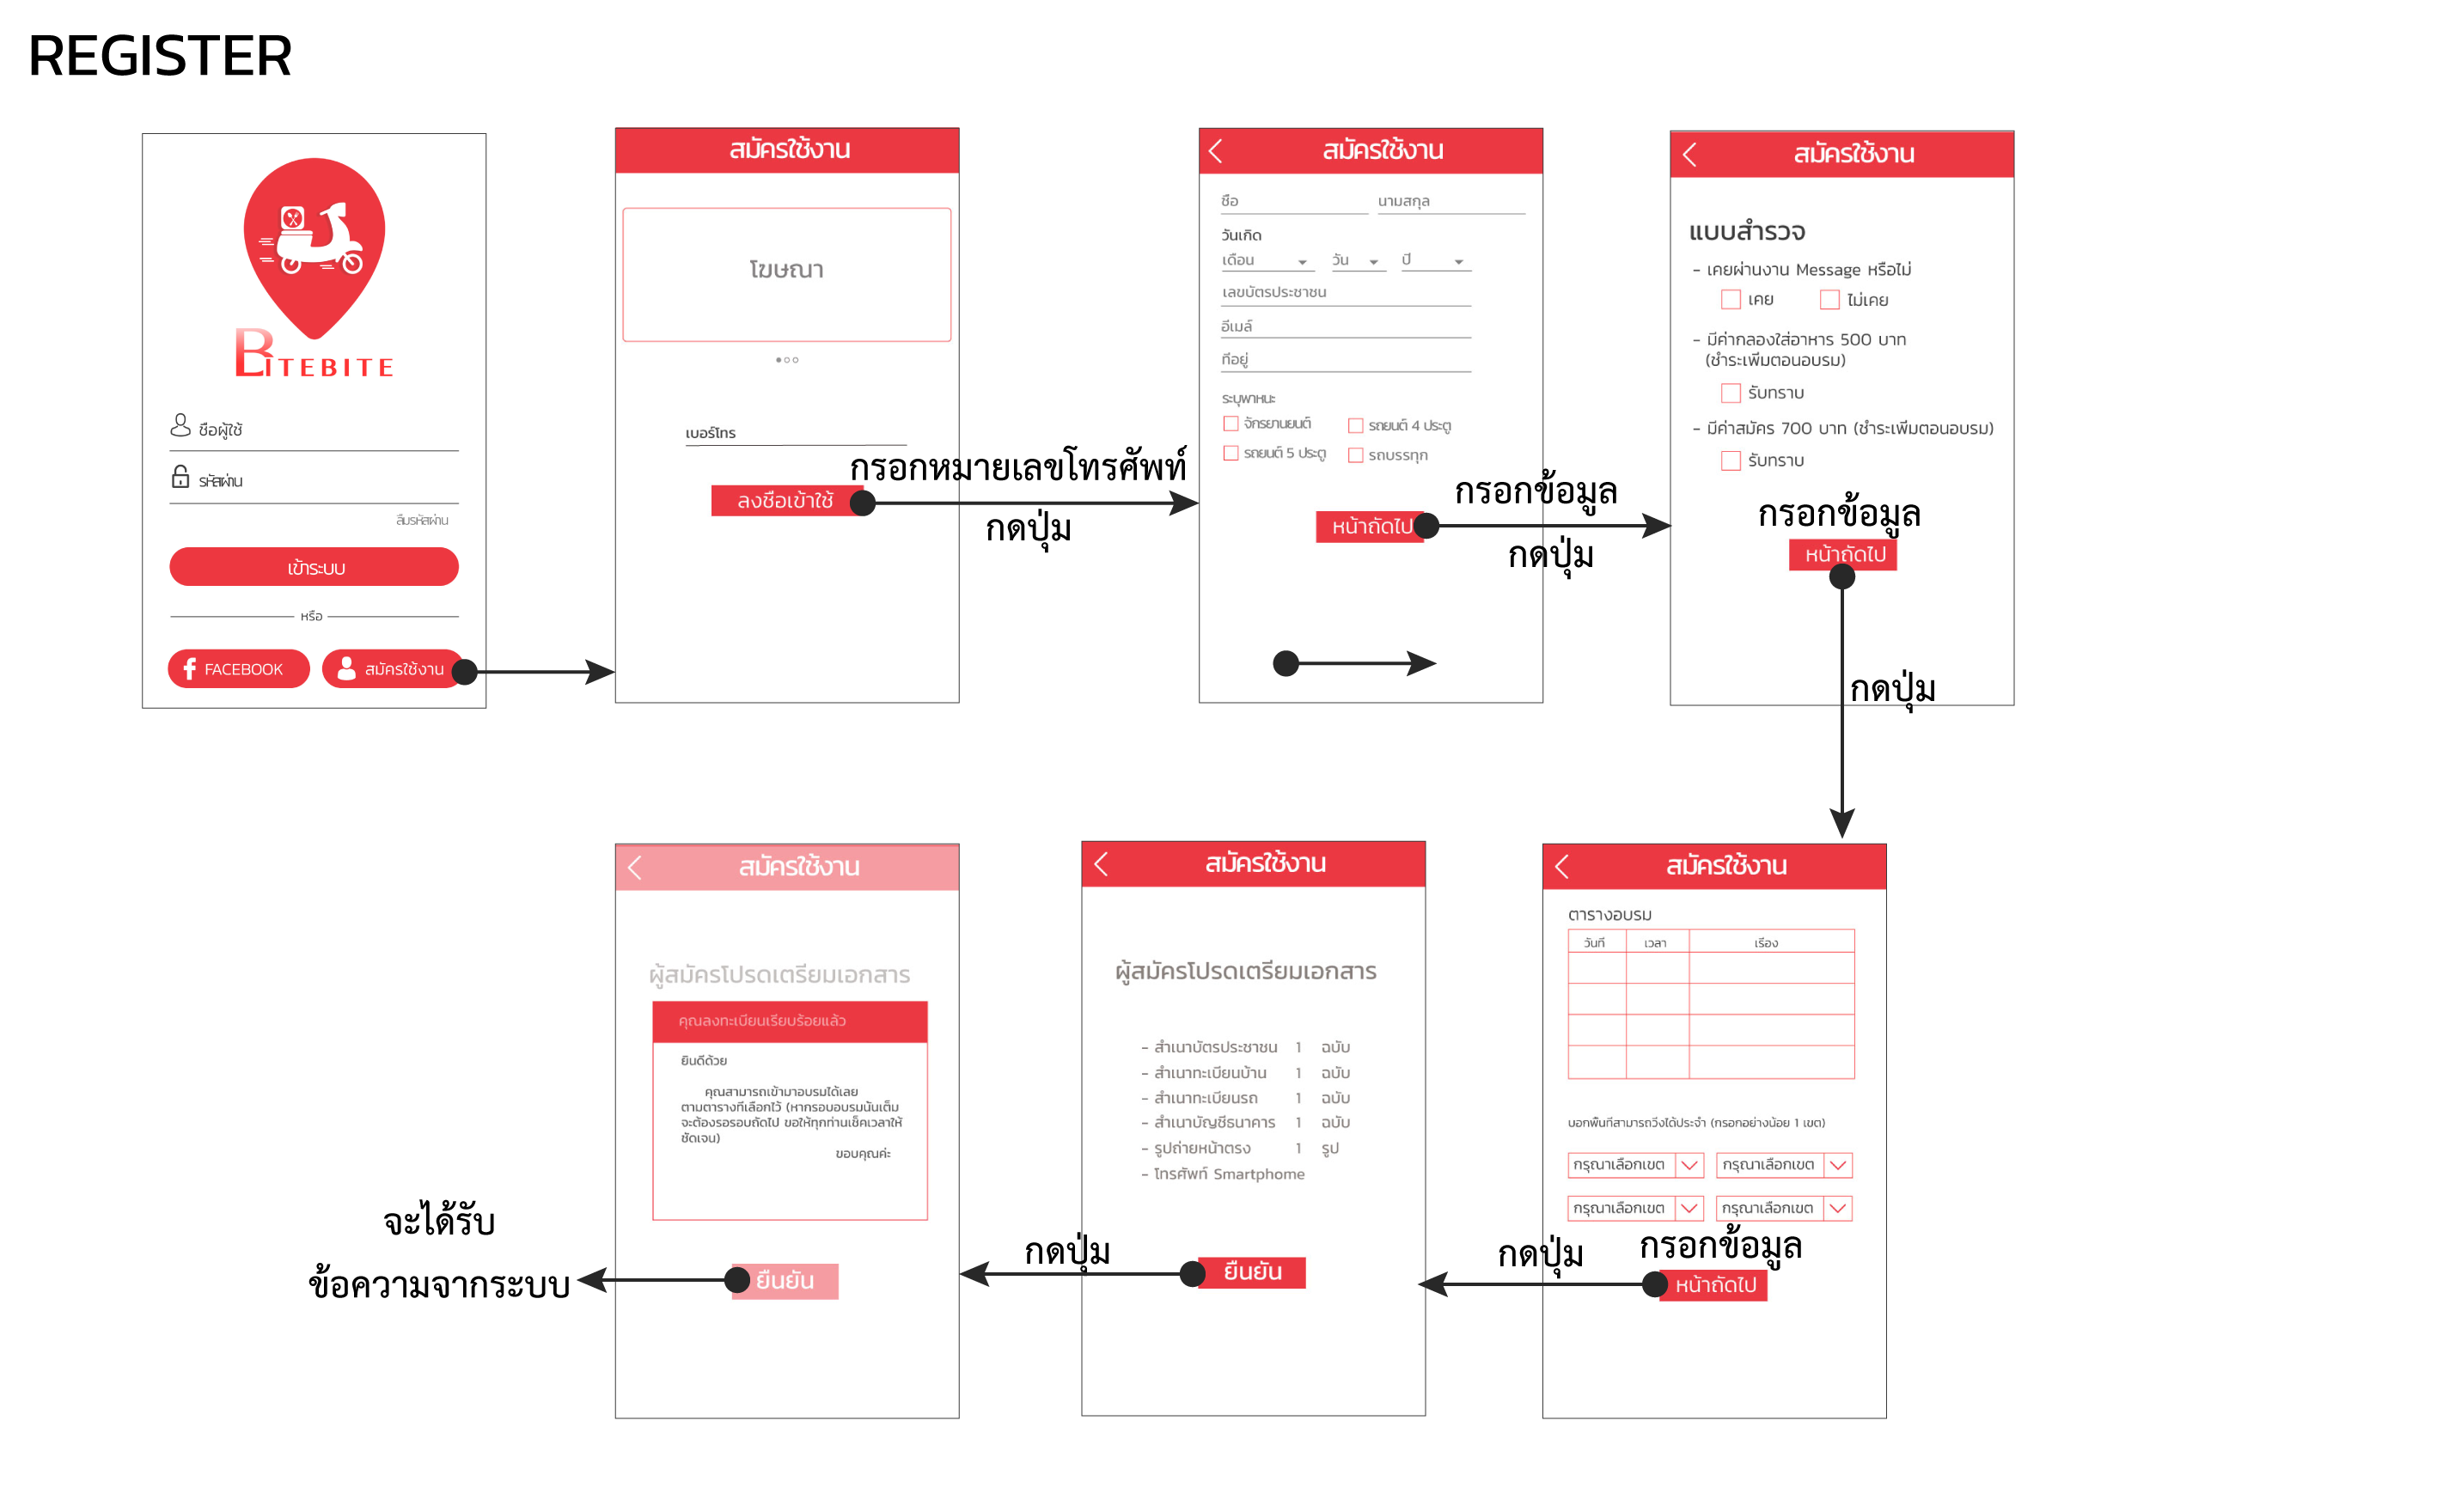 REGISTER
BITEBITE
ชื่อผู้ใช้
รหัสผ่าน
ลืมรหัสผ่าน
เข้าระบบ
หรือ
FACEBOOK
สมัครใช้งาน
สมัครใช้งาน
โฆษณา
เบอร์โทร
ลงชื่อเข้าใช้
กรอกหมายเลขโทรศัพท์
กดปุ่ม
สมัครใช้งาน
ชื่อ นามสกุล
วันเกิด
เดือน วัน ปี
เลขบัตรประชาชน
อีเมล์
ที่อยู่
ระบุพาหนะ
จักรยานยนต์ รถยนต์ 4 ประตู
รถยนต์ 5 ประตู รถบรรทุก
หน้าถัดไป
กรอกข้อมูล
กดปุ่ม
สมัครใช้งาน
แบบสำรวจ
- เคยผ่านงาน Message หรือไม่
เคย ไม่เคย
- มีค่ากลองใส่อาหาร 500 บาท
(ชำระเพิ่มตอนอบรม)
รับทราบ
- มีค่าสมัคร 700 บาท (ชำระเพิ่มตอนอบรม)
รับทราบ
กรอกข้อมูล
หน้าถัดไป
กดปุ่ม
สมัครใช้งาน
ตารางอบรม
วันที่ เวลา เรื่อง
บอกพื้นที่สามารถวิ่งได้ประจำ (กรอกอย่างน้อย 1 เขต)
กรุณาเลือกเขต กรุณาเลือกเขต
กรุณาเลือกเขต กรุณาเลือกเขต
กรอกข้อมูล
หน้าถัดไป
กดปุ่ม
สมัครใช้งาน
ผู้สมัครโปรดเตรียมเอกสาร
- สำเนาบัตรประชาชน 1 ฉบับ
- สำเนาทะเบียนบ้าน 1 ฉบับ
- สำเนาทะเบียนรถ 1 ฉบับ
- สำเนาบัญชีธนาคาร 1 ฉบับ
- รูปถ่ายหน้าตรง 1 รูป
- โทรศัพท์ Smartphome
ยืนยัน
กดปุ่ม
สมัครใช้งาน
ผู้สมัครโปรดเตรียมเอกสาร
คุณลงทะเบียนเรียบร้อยแล้ว
ยินดีด้วย
คุณสามารถเข้ามาอบรมได้เลย
ตามตารางที่เลือกไว้ (หากรอบอบรมนั้นเต็ม
จะต้องรอรอบถัดไป ขอให้ทุกท่านเช็คเวลาให้
ชัดเจน)
ขอบคุณค่ะ
ยืนยัน
จะได้รับ
ข้อความจากระบบ